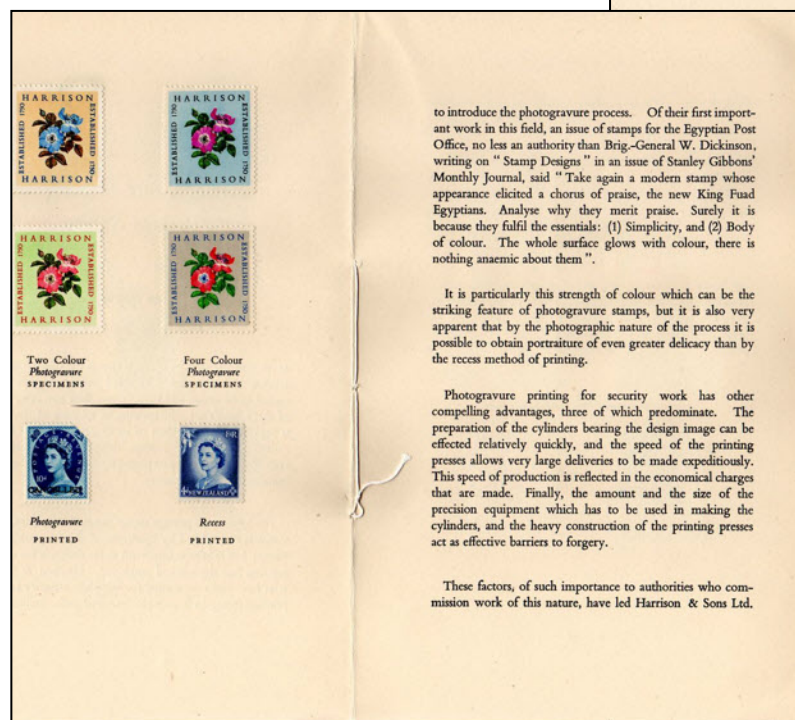 HARRISON
ESTABLISHED 1790
ESTABLISHED 1790
HARRISON
HARRISON
ESTABLISHED 1790
ESTABLISHED 1790
HARRISON
HARRISON
ESTABLISHED 1790
ESTABLISHED 1790
HARRISON
HARRISON
ESTABLISHED 1790
ESTABLISHED 1790
HARRISON
Two Colour
Photogravure
SPECIMENS
Four Colour
Photogravure
SPECIMENS
10d
4d NEW ZEALAND
Photogravure
PRINTED
Recess
PRINTED
to introduce the photogravure process. Of their first import-
ant work in this field, an issue of stamps for the Egyptian Post
Office, no less an authority than Brig.-General W. Dickinson,
writing on " Stamp Designs " in an issue of Stanley Gibbons'
Monthly Journal, said " Take again a modern stamp whose
appearance elicited a chorus of praise, the new King Fuad
Egyptians. Analyse why they merit praise. Surely it is
because they fulfil the essentials: (1) Simplicity, and (2) Body
of colour. The whole surface glows with colour, there is
nothing anaemic about them ".
It is particularly this strength of colour which can be the
striking feature of photogravure stamps, but it is also very
apparent that by the photographic nature of the process it is
possible to obtain portraiture of even greater delicacy than by
the recess method of printing.
Photogravure printing for security work has other
compelling advantages, three of which predominate. The
preparation of the cylinders bearing the design image can be
effected relatively quickly, and the speed of the printing
presses allows very large deliveries to be made expeditiously.
This speed of production is reflected in the economical charges
that are made. Finally, the amount and the size of the
precision equipment which has to be used in making the
cylinders, and the heavy construction of the printing presses
act as effective barriers to forgery.
These factors, of such importance to authorities who com-
mission work of this nature, have led Harrison & Sons Ltd.